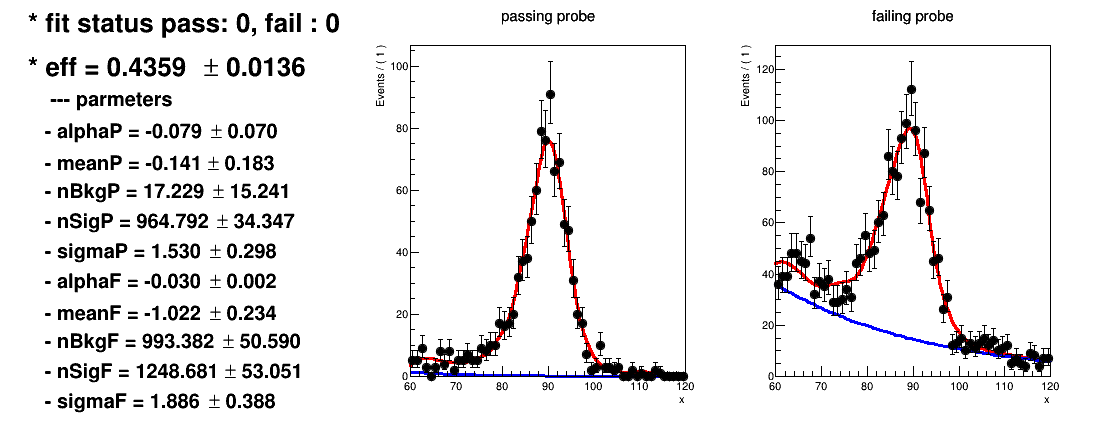 * fit status pass: 0, fail : 0
* eff = 0.4359 ± 0.0136
--- parmeters
- alphaP = -0.079 ± 0.070
- meanP = -0.141 ± 0.183
- nBkgP = 17.229 ± 15.241
- nSigP = 964.792 ± 34.347
- sigmaP = 1.530 ± 0.298
- alphaF = -0.030 ± 0.002
- meanF = -1.022 ± 0.234
- nBkgF = 993.382 ± 50.590
- nSigF = 1248.681 ± 53.051
- sigmaF = 1.886 ± 0.388
passing probe
Events / ( 1 )
100
80
60
40
20
0
60 70 80 90 100 110 120
x
failing probe
Events / ( 1 )
120
100
80
60
40
20
0
60 70 80 90 100 110 120
x